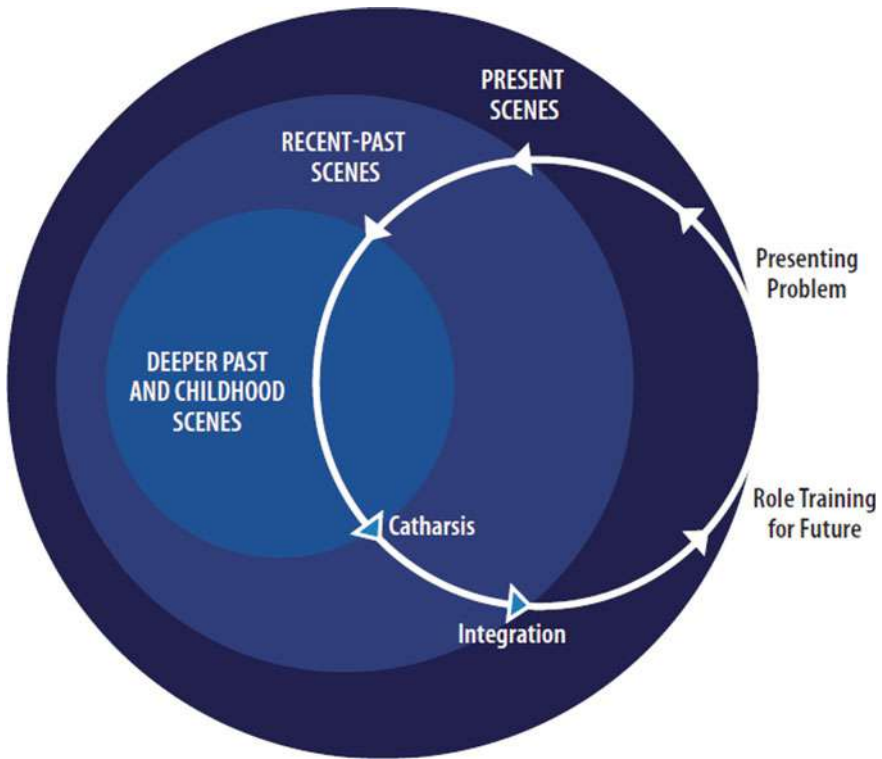 PRESENT
SCENES
RECENT-PAST
SCENES
Presenting
Problem
DEEPER PAST
AND CHILDHOOD
SCENES
Role Training
for Future
Catharsis
Integration